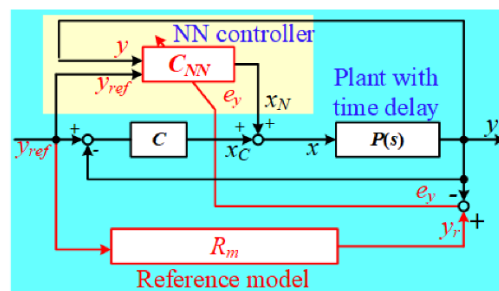 NN controller
y
C_NN
y_ref
e_y
x_N
Plant with
time delay
+
+
+
y_ref
-
C
x_C
x
P(s)
y
-
e_y
+
y_r
R_m
Reference model